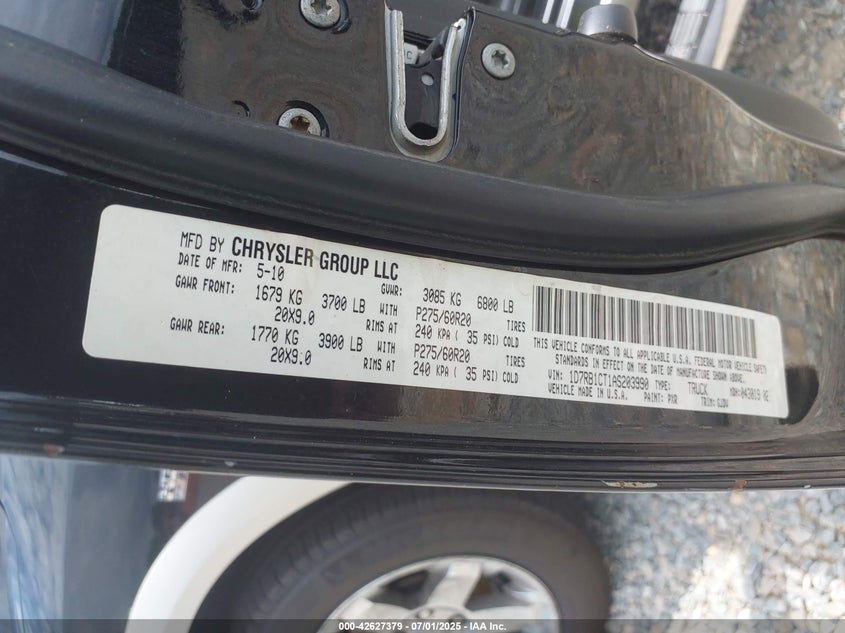 MFD BY CHRYSLER GROUP LLC
DATE OF MFR: 5-10 GVWR: 3085 KG 6800 LB
GAWR FRONT: 1679 KG 3700 LB WITH P275/60R20 TIRES
20X9.0 RIMS AT 240 KPA ( 35 PSI) COLD
GAWR REAR: 1770 KG 3900 LB WITH P275/60R20 TIRES
20X9.0 RIMS AT 240 KPA ( 35 PSI) COLD
THIS VEHICLE CONFORMS TO ALL APPLICABLE U.S.A. FEDERAL MOTOR VEHICLE SAFETY
STANDARDS IN EFFECT ON THE DATE OF MANUFACTURE SHOWN ABOVE.
VIN: 1D7RB1CT1AS203990 TYPE: TRUCK MDH:043019 RE
VEHICLE MADE IN U.S.A. PAINT: PXR TRIM:
000-42627379 - 07/01/2025 - IAA Inc.